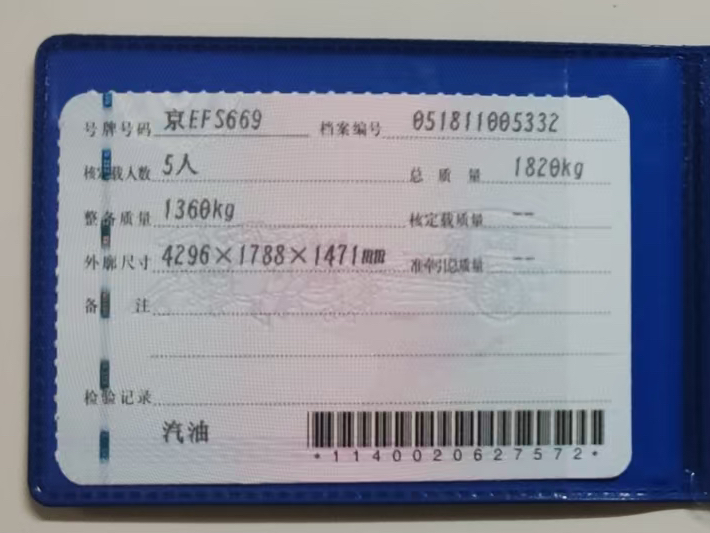 号牌号码 京EFS669 档案编号 051811005332
核定载人数 5人 总质量 1820kg
整备质量 1360kg 核定载质量 --
外廓尺寸 4296×1788×1471mm 准牵引总质量 --
备注
检验记录
汽油
*1140020627572*